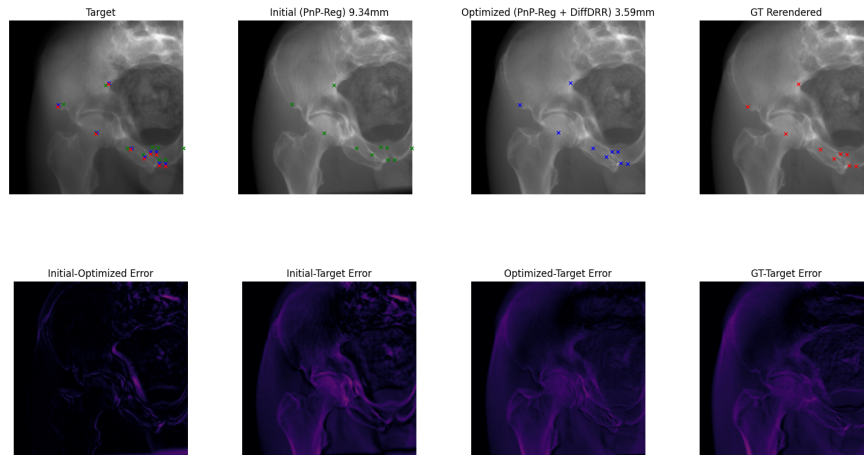 Target
Initial (PnP-Reg) 9.34mm
Optimized (PnP-Reg + DiffDRR) 3.59mm
GT Rerendered
Initial-Optimized Error
Initial-Target Error
Optimized-Target Error
GT-Target Error